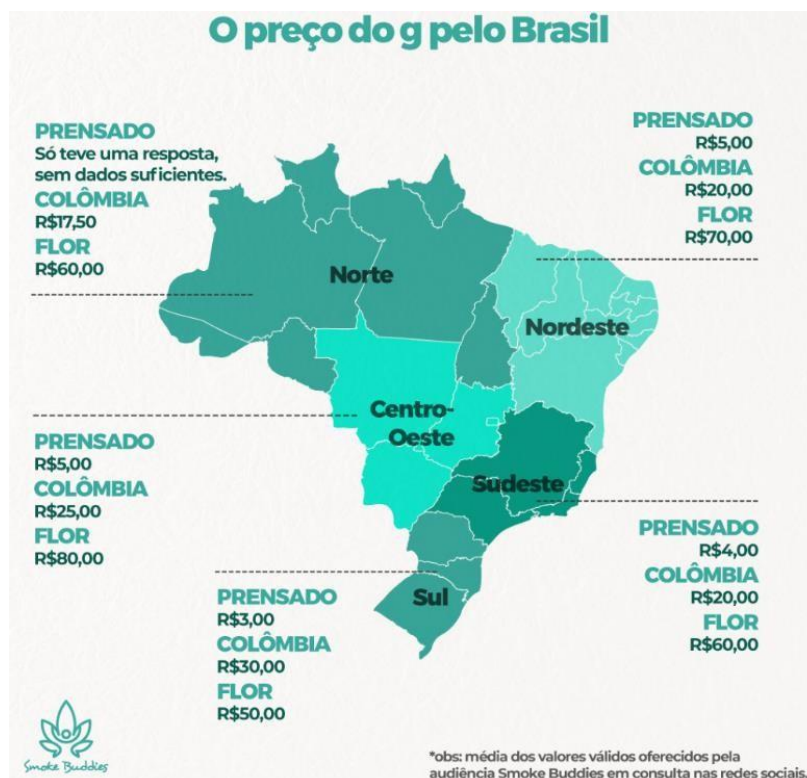 O preço do g pelo Brasil
PRENSADO
Só teve uma resposta,
sem dados suficientes.
COLÔMBIA
R$17,50
FLOR
R$60,00
PRENSADO
R$5,00
COLÔMBIA
R$20,00
FLOR
R$70,00
Norte
Nordeste
Centro-
Oeste
Sudeste
Sul
PRENSADO
R$5,00
COLÔMBIA
R$25,00
FLOR
R$80,00
PRENSADO
R$3,00
COLÔMBIA
R$30,00
FLOR
R$50,00
PRENSADO
R$4,00
COLÔMBIA
R$20,00
FLOR
R$60,00
Smoke Buddies
*obs: média dos valores válidos oferecidos pela
audiência Smoke Buddies em consulta nas redes sociais